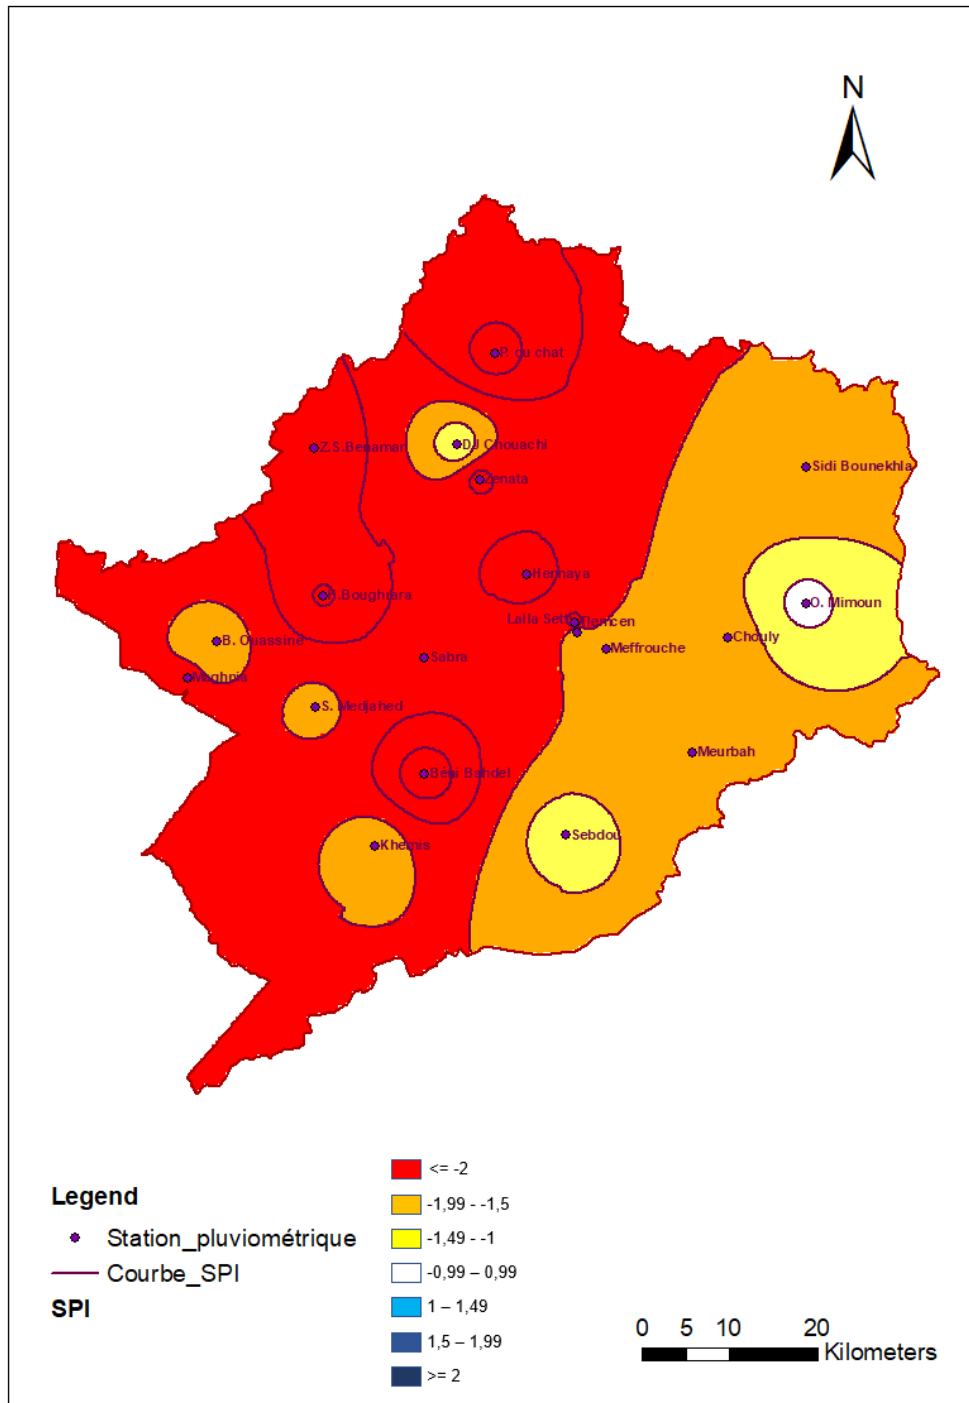 N
P. du chat
Z.S.Benamar
DJ Chouachi
Zenata
Sidi Bounekhla
Hennaya
H.Boughrara
O. Mimoun
Lalla Setti
Tlemcen
Chouly
B. Ouassine
Meffrouche
Sabra
Maghnia
S. Medjahed
Meurbah
Béni Bahdel
Sebdou
Khemis
Legend
Station_pluviométrique
Courbe_SPI
SPI
<= -2
-1,99 - -1,5
-1,49 - -1
-0,99 – 0,99
1 – 1,49
1,5 – 1,99
>= 2
0 5 10 20
Kilometers